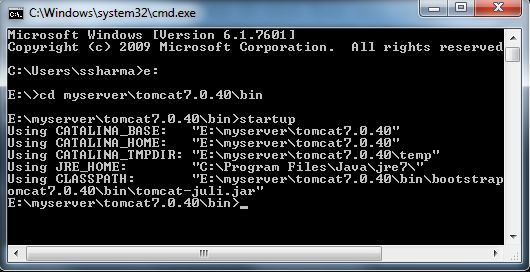 C:\Windows\system32\cmd.exe
Microsoft Windows [Version 6.1.7601]
Copyright (c) 2009 Microsoft Corporation.  All rights reserved
C:\Users\ssharma>e:
E:\>cd myserver\tomcat7.0.40\bin
E:\myserver\tomcat7.0.40\bin>startup
Using CATALINA_BASE:   "E:\myserver\tomcat7.0.40"
Using CATALINA_HOME:   "E:\myserver\tomcat7.0.40"
Using CATALINA_TMPDIR: "E:\myserver\tomcat7.0.40\temp"
Using JRE_HOME:        "C:\Program Files\Java\jre7\"
Using CLASSPATH:       "E:\myserver\tomcat7.0.40\bin\bootstrap
omcat7.0.40\bin\tomcat-juli.jar"
E:\myserver\tomcat7.0.40\bin>_